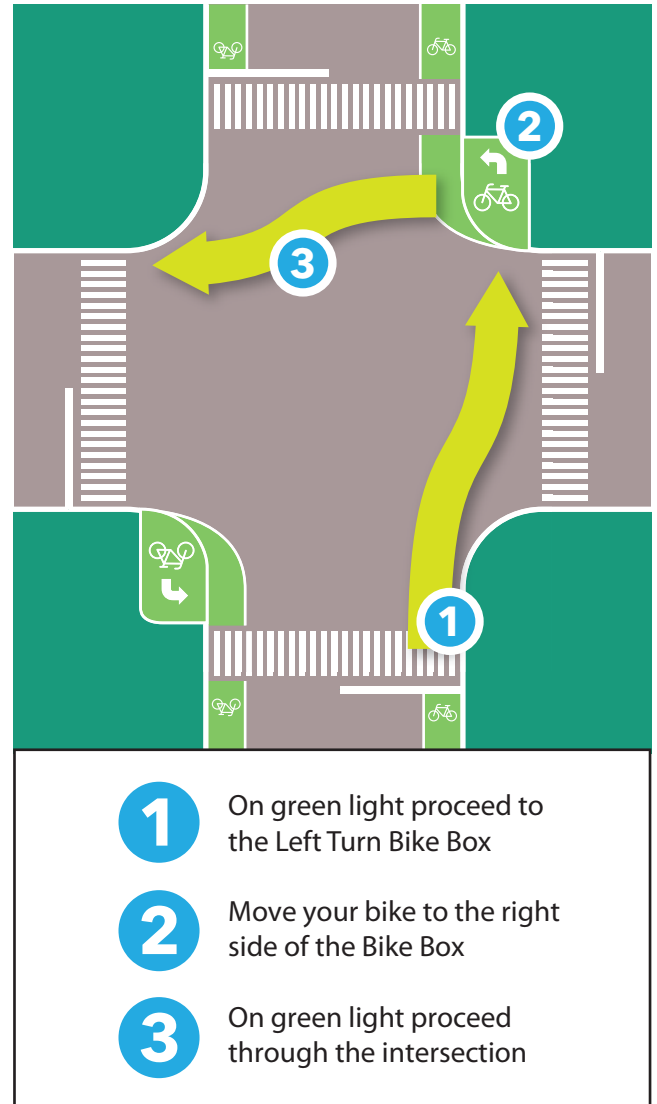 2
3
1
1
On green light proceed to
the Left Turn Bike Box
2
Move your bike to the right
side of the Bike Box
3
On green light proceed
through the intersection